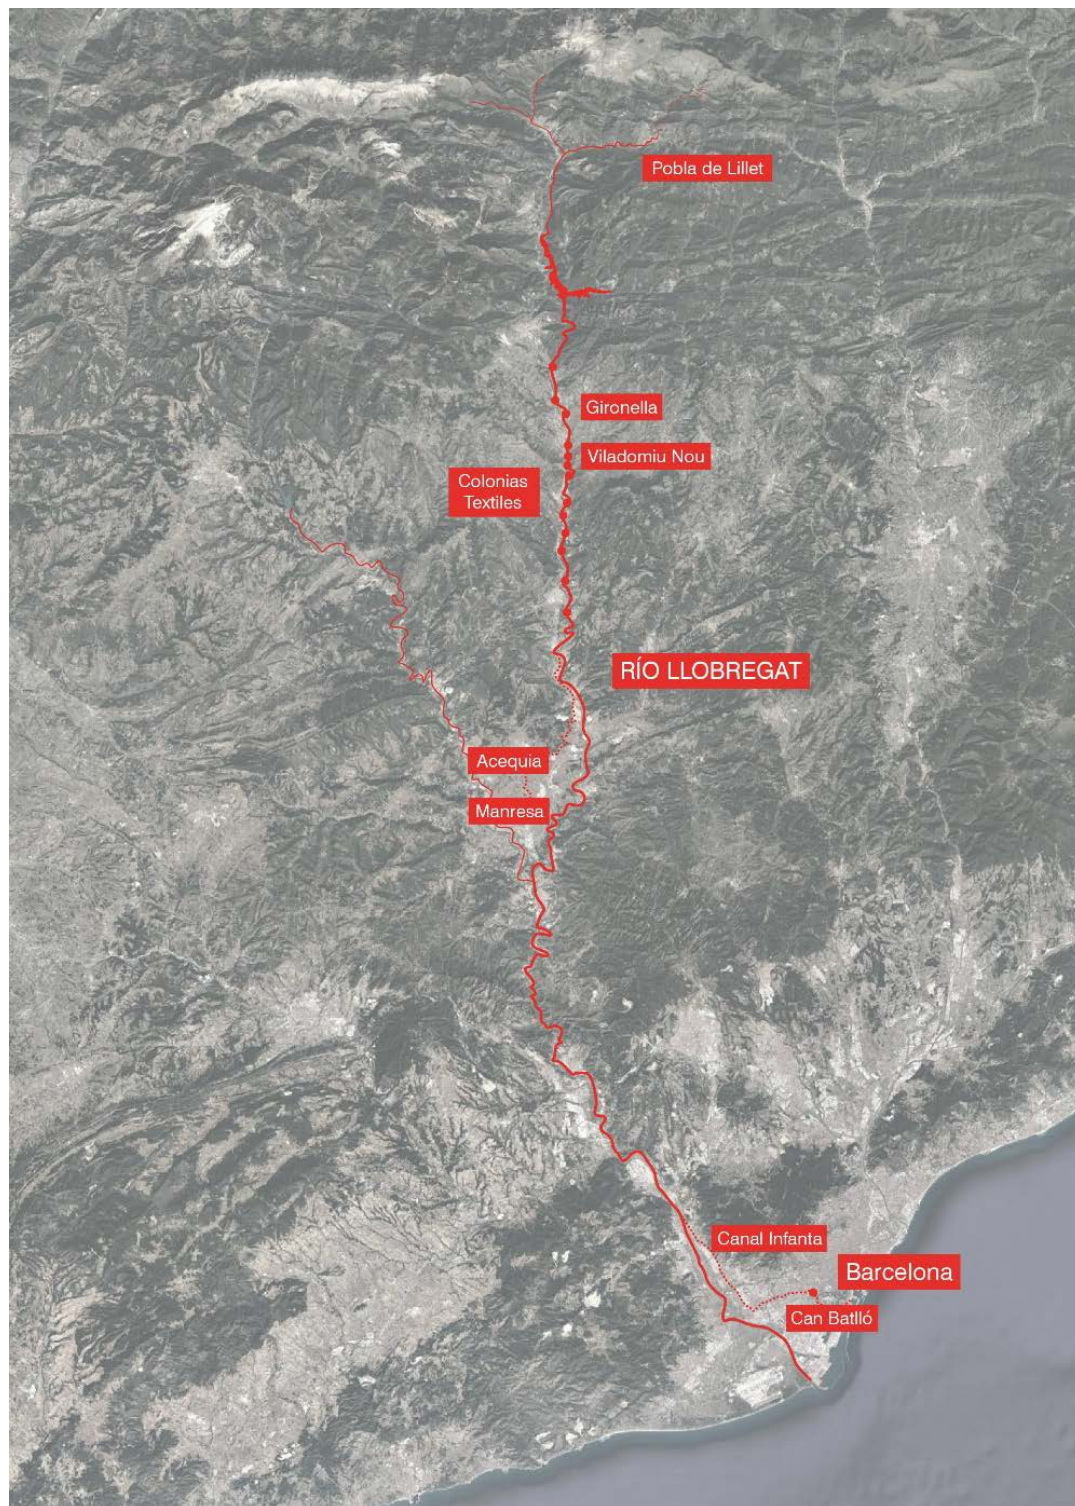 Pobla de Lillet
Gironella
Viladomiu Nou
Colonias
Textiles
RÍO LLOBREGAT
Acequia
Manresa
Canal Infanta
Barcelona
Can Batlló